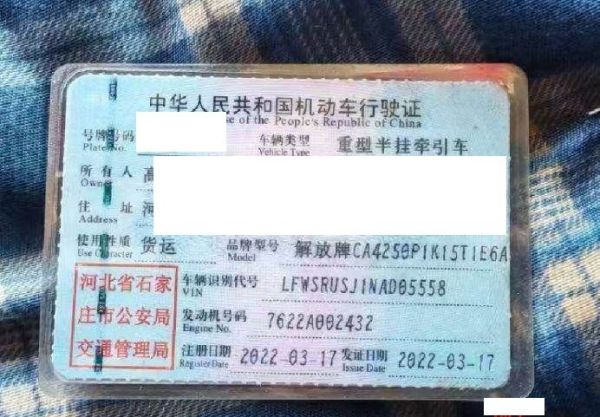 中华人民共和国机动车行驶证
se of the People's Republic of China
号牌号码 车辆类型 重型半挂牵引车
Plate No. Vehicle Type
所有人 高
Owner
住址 河
Address
使用性质 货运 品牌型号 解放牌CA4250P1K15T1E6A
Use Character Model
河北省石家 车辆识别代号 LFWSRUSJ1NAD05558
VIN
庄市公安局 发动机号码 7622A002432
Engine No.
交通管理局 注册日期 2022-03-17 发证日期 2022-03-17
Register Date Issue Date